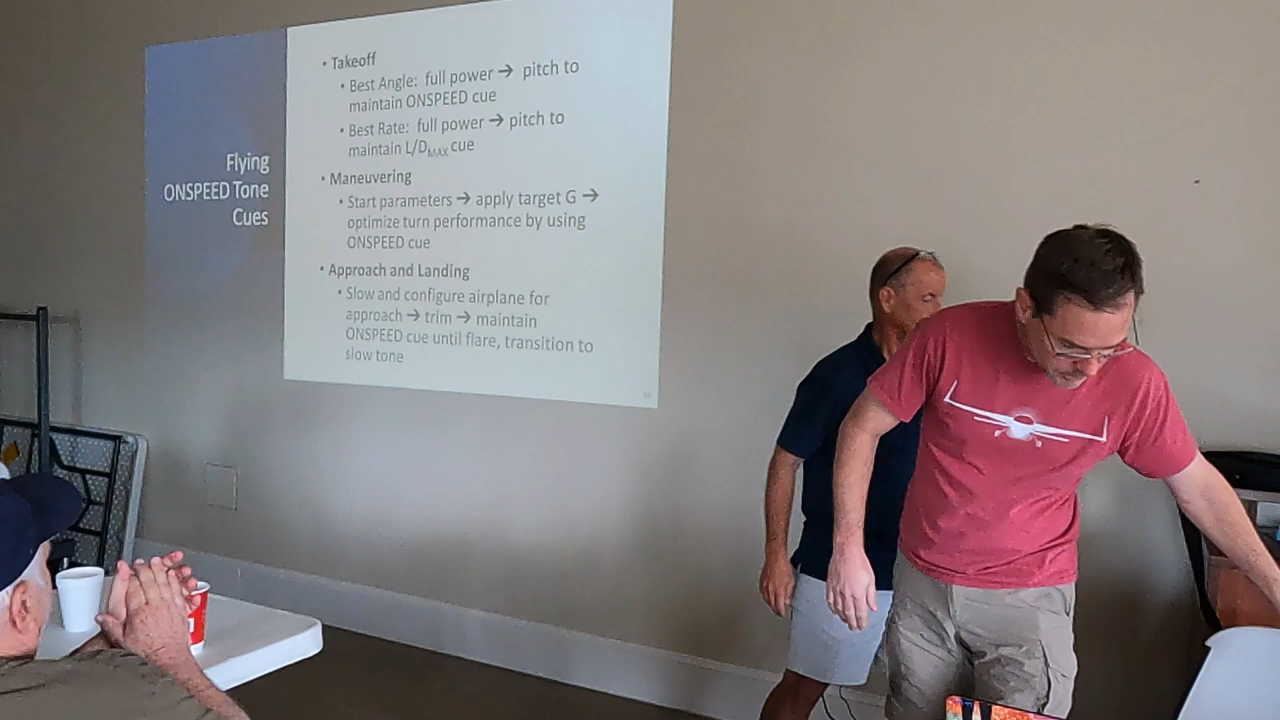 Flying
ONSPEED Tone
Cues
• Takeoff
• Best Angle: full power → pitch to
maintain ONSPEED cue
• Best Rate: full power → pitch to
maintain L/DMAX cue
• Maneuvering
• Start parameters → apply target G →
optimize turn performance by using
ONSPEED cue
• Approach and Landing
• Slow and configure airplane for
approach → trim → maintain
ONSPEED cue until flare, transition to
slow tone